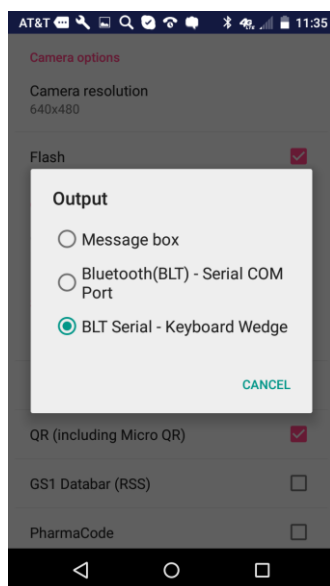 AT&T 11:35
Camera options
Camera resolution
640x480
Flash
Output
Message box
Bluetooth(BLT) - Serial COM
Port
BLT Serial - Keyboard Wedge
CANCEL
QR (including Micro QR)
GS1 Databar (RSS)
PharmaCode